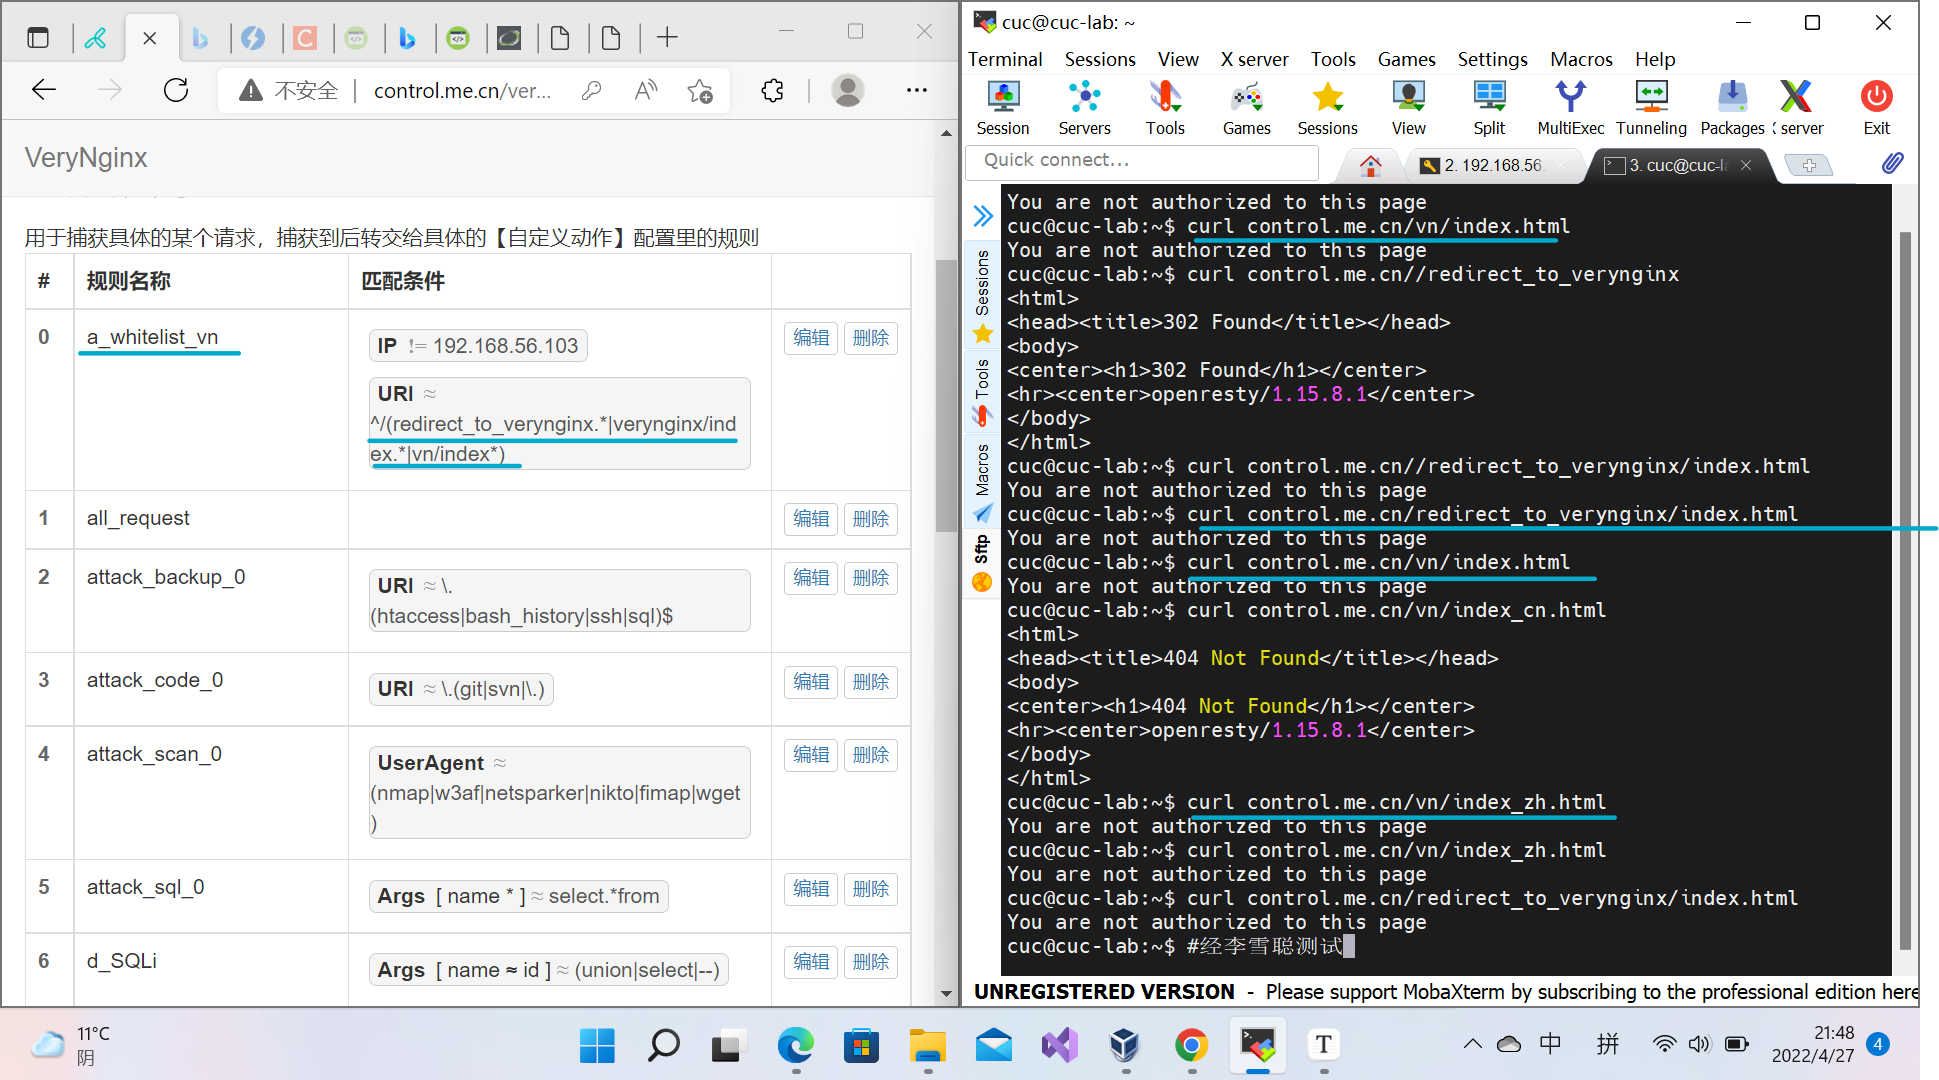 不安全
control.me.cn/ver...
VeryNginx
用于捕获具体的某个请求，捕获到后转交给具体的【自定义动作】配置里的规则
# 规则名称 匹配条件
0 a_whitelist_vn
IP != 192.168.56.103
编辑 删除
URI ≈
^/(redirect_to_verynginx.*|verynginx/ind
ex.*|vn/index*)
1 all_request 编辑 删除
2 attack_backup_0
URI ≈ \.
(htaccess|bash_history|ssh|sql)$
编辑 删除
3 attack_code_0 URI ≈ \.(git|svn|\.) 编辑 删除
4 attack_scan_0
UserAgent ≈
(nmap|w3af|netsparker|nikto|fimap|wget
)
编辑 删除
5 attack_sql_0 Args [ name * ] ≈ select.*from 编辑 删除
6 d_SQLi Args [ name ≈ id ] ≈ (union|select|--) 编辑 删除
cuc@cuc-lab: ~
Terminal Sessions View X server Tools Games Settings Macros Help
Session Servers Tools Games Sessions View Split MultiExec Tunneling Packages X server Exit
Quick connect...
2. 192.168.56.
3. cuc@cuc-la
Sessions
Tools
Macros
Sftp
You are not authorized to this page
cuc@cuc-lab:~$ curl control.me.cn/vn/index.html
You are not authorized to this page
cuc@cuc-lab:~$ curl control.me.cn//redirect_to_verynginx
<html>
<head><title>302 Found</title></head>
<body>
<center><h1>302 Found</h1></center>
<hr><center>openresty/1.15.8.1</center>
</body>
</html>
cuc@cuc-lab:~$ curl control.me.cn//redirect_to_verynginx/index.html
You are not authorized to this page
cuc@cuc-lab:~$ curl control.me.cn/redirect_to_verynginx/index.html
You are not authorized to this page
cuc@cuc-lab:~$ curl control.me.cn/vn/index.html
You are not authorized to this page
cuc@cuc-lab:~$ curl control.me.cn/vn/index_cn.html
<html>
<head><title>404 Not Found</title></head>
<body>
<center><h1>404 Not Found</h1></center>
<hr><center>openresty/1.15.8.1</center>
</body>
</html>
cuc@cuc-lab:~$ curl control.me.cn/vn/index_zh.html
You are not authorized to this page
cuc@cuc-lab:~$ curl control.me.cn/vn/index_zh.html
You are not authorized to this page
cuc@cuc-lab:~$ curl control.me.cn/redirect_to_verynginx/index.html
You are not authorized to this page
cuc@cuc-lab:~$ #经李雪聪测试
UNREGISTERED VERSION - Please support MobaXterm by subscribing to the professional edition here
11°C
阴
中 拼
21:48
2022/4/27
4